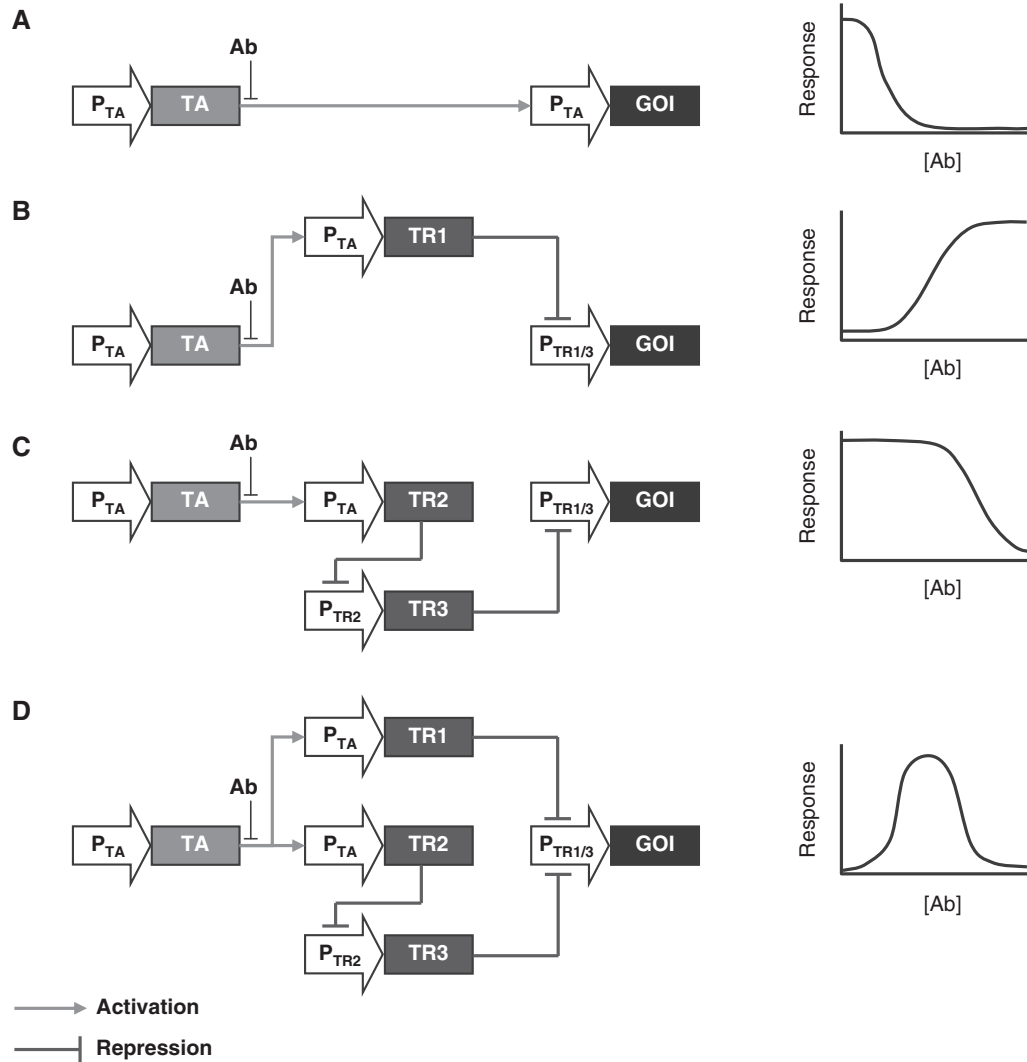 A
Ab
P_TA TA P_TA GOI
Response
[Ab]
B
P_TA TR1
Ab
P_TA TA P_TR1/3 GOI
Response
[Ab]
C
Ab
P_TA TA P_TA TR2 P_TR1/3 GOI
P_TR2 TR3
Response
[Ab]
D
P_TA TR1
Ab
P_TA TA P_TA TR2 P_TR1/3 GOI
P_TR2 TR3
Response
[Ab]
Activation
Repression